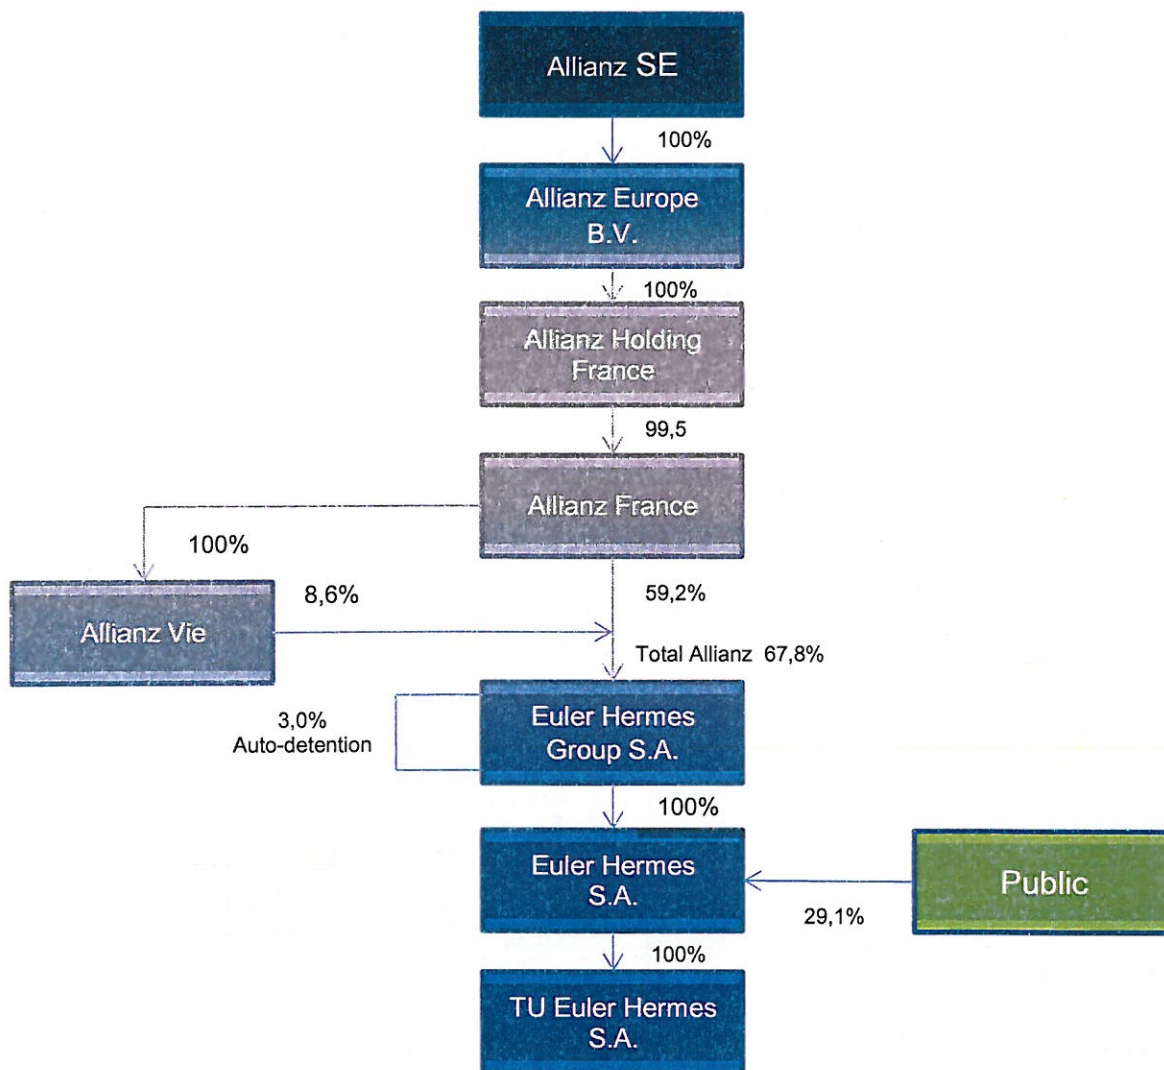 Allianz SE
100%
Allianz Europe
B.V.
100%
Allianz Holding
France
99,5
Allianz France
100%
8,6%
59,2%
Allianz Vie
Total Allianz 67,8%
3,0%
Auto-detention
Euler Hermes
Group S.A.
100%
Euler Hermes
S.A.
Public
29,1%
100%
TU Euler Hermes
S.A.